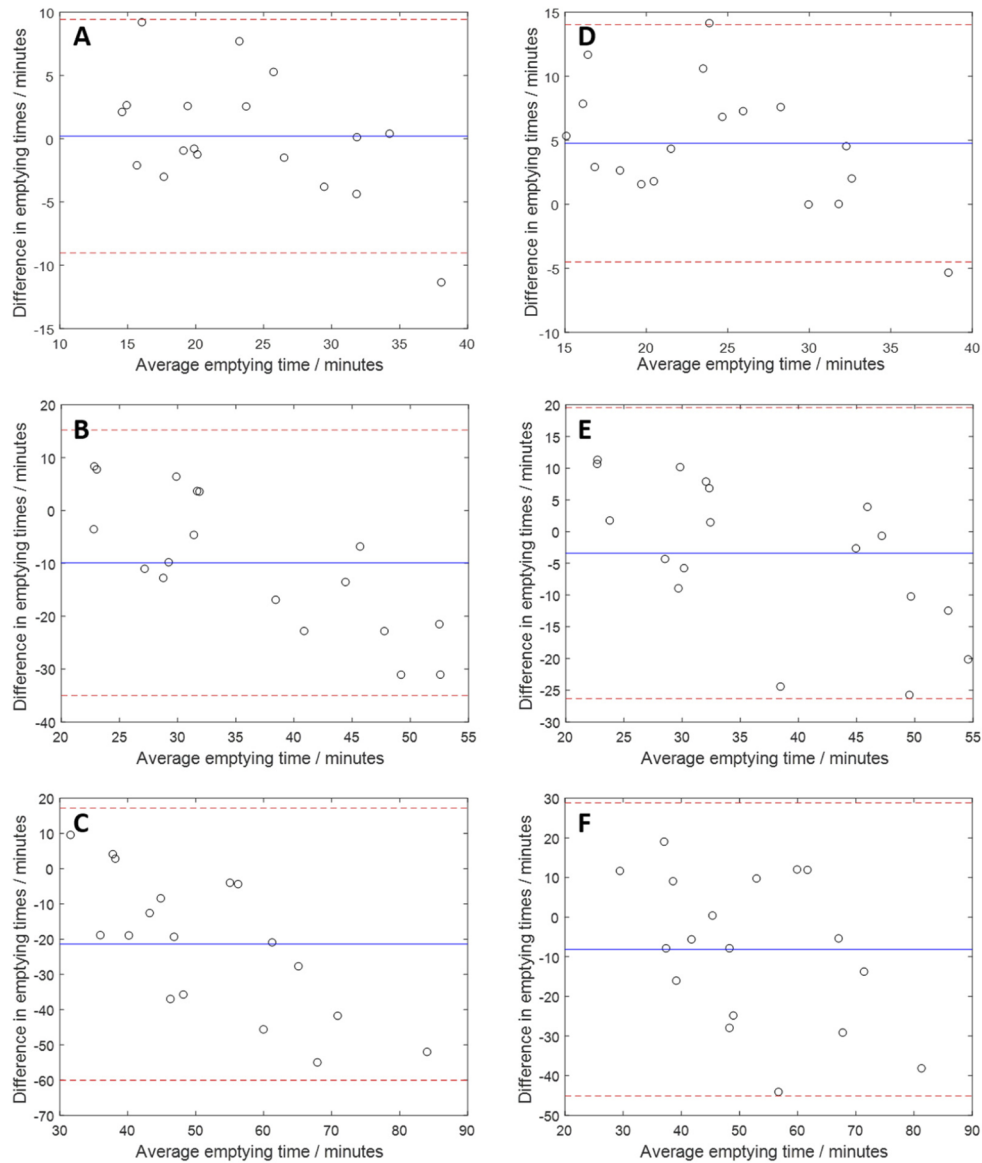 A
Difference in emptying times / minutes
10
5
0
-5
-10
-15
10 15 20 25 30 35 40
Average emptying time / minutes
D
Difference in emptying times / minutes
15
10
5
0
-5
-10
15 20 25 30 35 40
Average emptying time / minutes
B
Difference in emptying times / minutes
20
10
0
-10
-20
-30
-40
20 25 30 35 40 45 50 55
Average emptying time / minutes
E
Difference in emptying times / minutes
20
15
10
5
0
-5
-10
-15
-20
-25
-30
20 25 30 35 40 45 50 55
Average emptying time / minutes
C
Difference in emptying times / minutes
20
10
0
-10
-20
-30
-40
-50
-60
-70
30 40 50 60 70 80 90
Average emptying time / minutes
F
Difference in emptying times / minutes
30
20
10
0
-10
-20
-30
-40
-50
20 30 40 50 60 70 80 90
Average emptying time / minutes